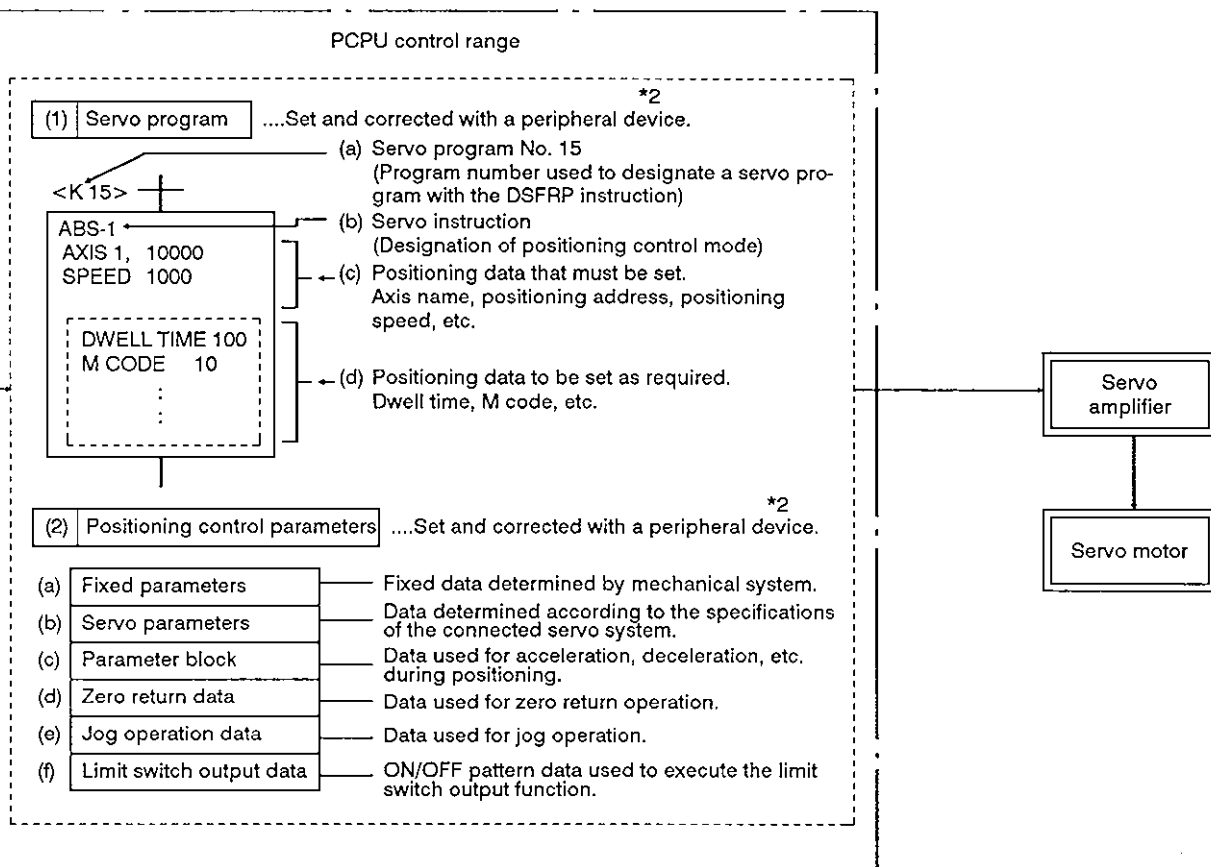 PCPU control range
*2
(1) Servo program ....Set and corrected with a peripheral device.
(a) Servo program No. 15
(Program number used to designate a servo pro-
gram with the DSFRP instruction)
<K 15>
ABS-1
(b) Servo instruction
(Designation of positioning control mode)
AXIS 1, 10000
SPEED 1000
(c) Positioning data that must be set.
Axis name, positioning address, positioning
speed, etc.
DWELL TIME 100
M CODE 10
(d) Positioning data to be set as required.
Dwell time, M code, etc.
Servo
amplifier
Servo motor
*2
(2) Positioning control parameters ....Set and corrected with a peripheral device.
(a) Fixed parameters Fixed data determined by mechanical system.
(b) Servo parameters Data determined according to the specifications
of the connected servo system.
(c) Parameter block Data used for acceleration, deceleration, etc.
during positioning.
(d) Zero return data Data used for zero return operation.
(e) Jog operation data Data used for jog operation.
(f) Limit switch output data ON/OFF pattern data used to execute the limit
switch output function.